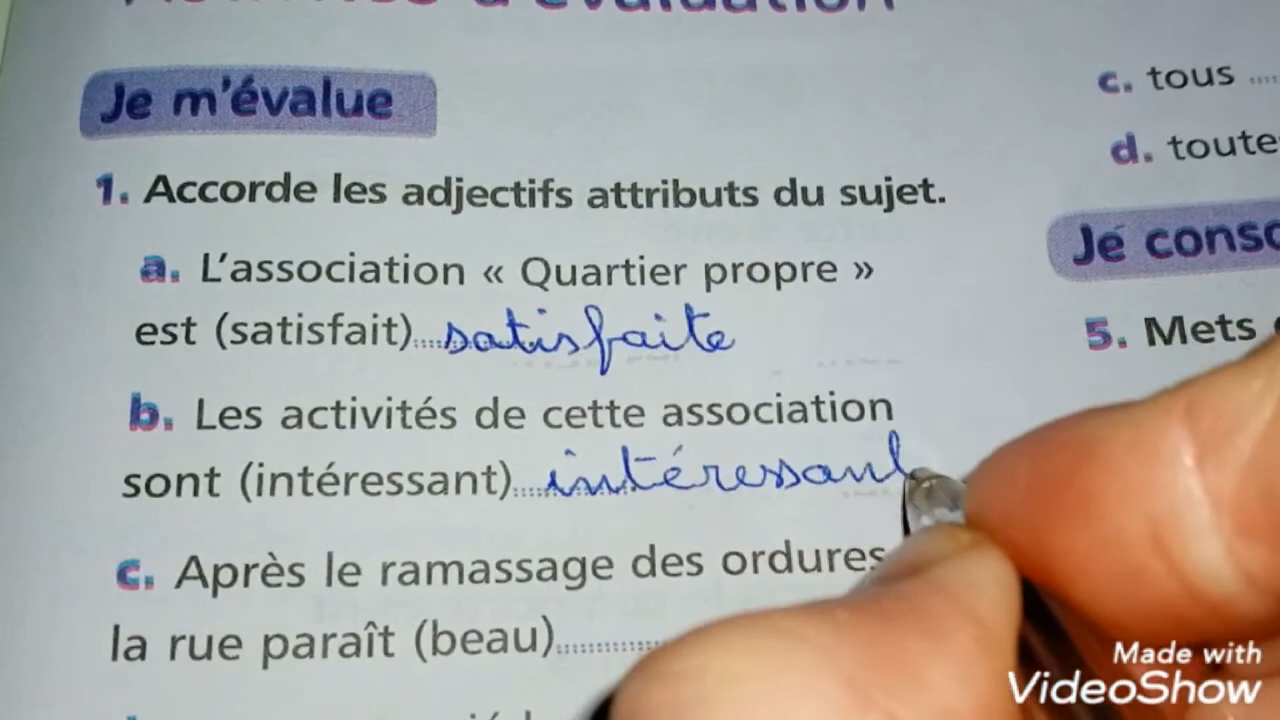 Je m'évalue
1. Accorde les adjectifs attributs du sujet.
a. L'association « Quartier propre »
est (satisfait)....satisfaite
b. Les activités de cette association
sont (intéressant)....intéressant
c. Après le ramassage des ordures
la rue paraît (beau)..............
c. tous ....
d. toute
Je
5. Mets
Made with
VideoShow